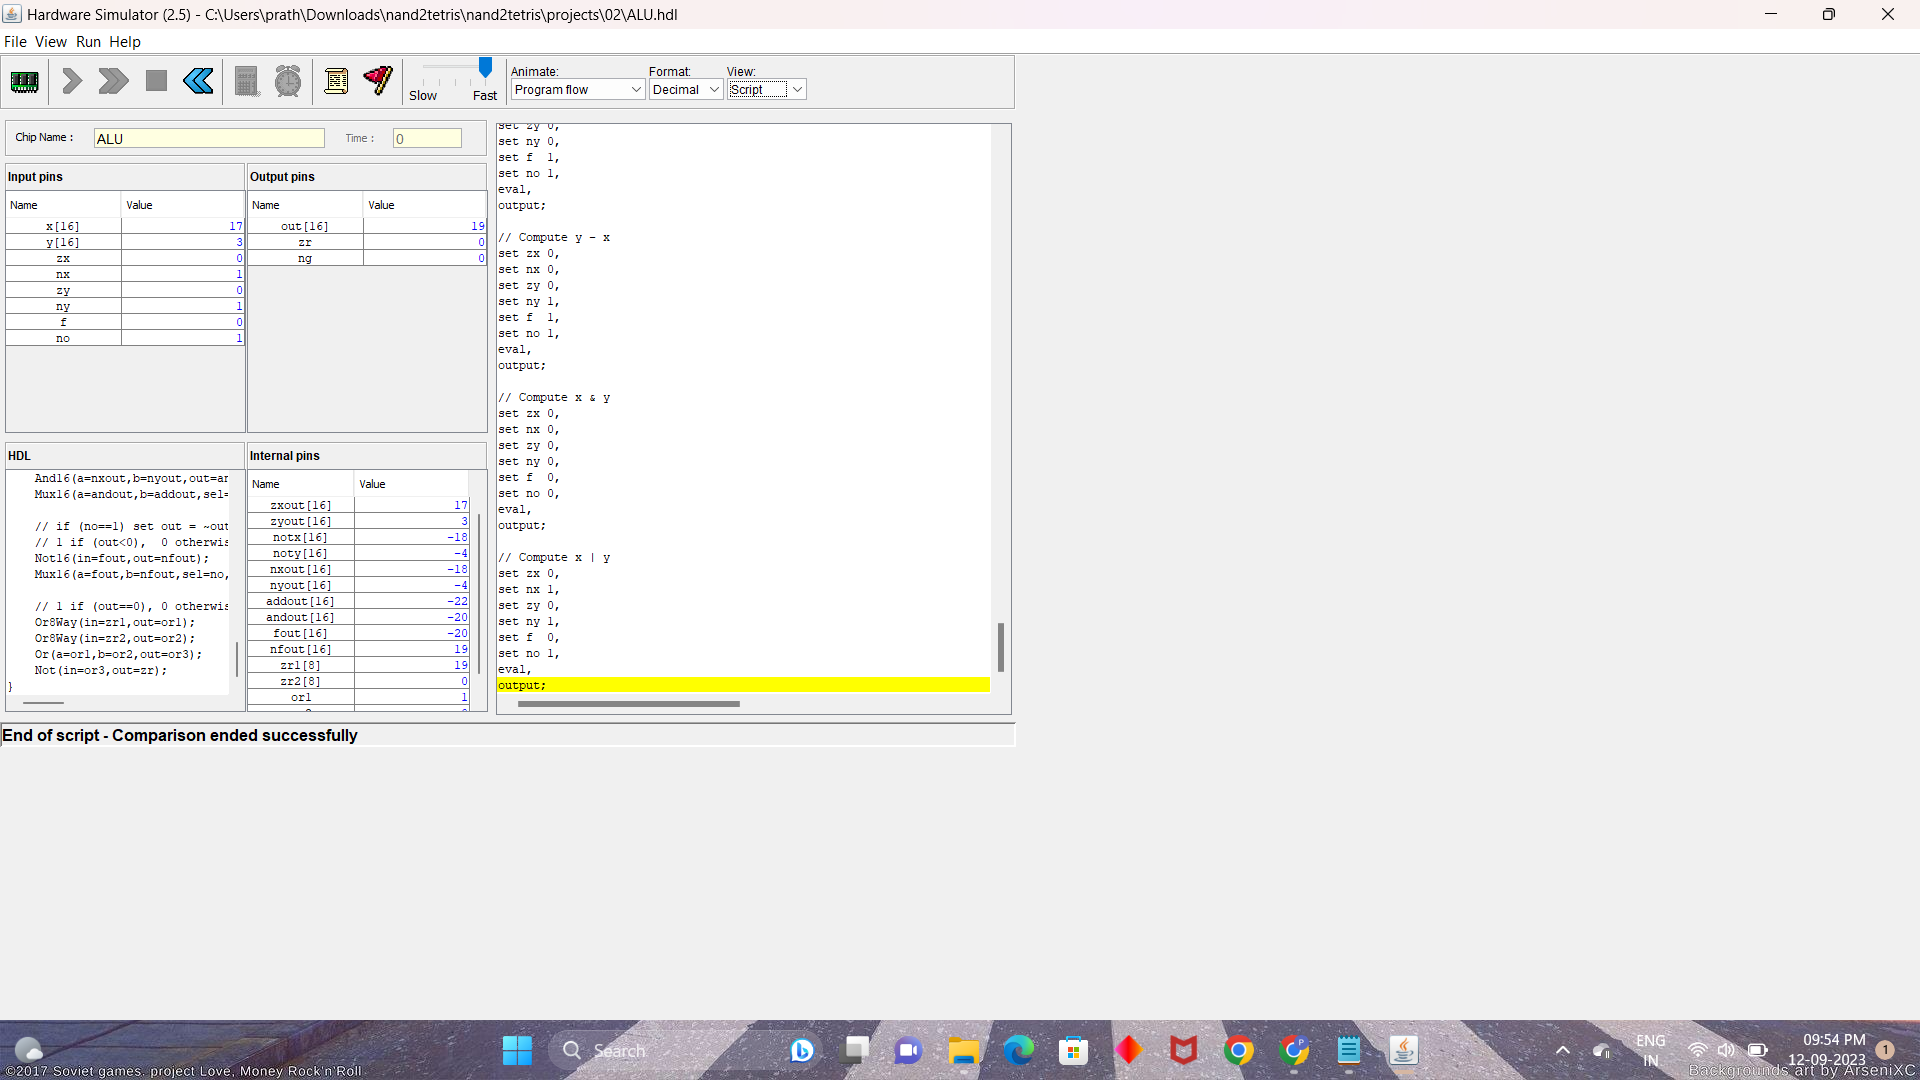 Hardware Simulator (2.5) - C:\Users\prath\Downloads\nand2tetris\nand2tetris\projects\02\ALU.hdl
File View Run Help
Slow Fast
Animate: Format: View:
Program flow Decimal Script
Chip Name : ALU Time : 0
Input pins
Name Value
x[16] 17
y[16] 3
zx 0
nx 1
zy 0
ny 1
f 0
no 1
Output pins
Name Value
out[16] 19
zr 0
ng 0
HDL
And16(a=nxout,b=nyout,out=an
Mux16(a=andout,b=addout,sel=
// if (no==1) set out = ~out
// 1 if (out<0), 0 otherwis
Not16(in=fout,out=nfout);
Mux16(a=fout,b=nfout,sel=no,
// 1 if (out==0), 0 otherwis
Or8Way(in=zr1,out=or1);
Or8Way(in=zr2,out=or2);
Or(a=or1,b=or2,out=or3);
Not(in=or3,out=zr);
}
Internal pins
Name Value
zxout[16] 17
zyout[16] 3
notx[16] -18
noty[16] -4
nxout[16] -18
nyout[16] -4
addout[16] -22
andout[16] -20
fout[16] -20
nfout[16] 19
zr1[8] 19
zr2[8] 0
or1 1
set zy 0,
set ny 0,
set f 1,
set no 1,
eval,
output;
// Compute y - x
set zx 0,
set nx 0,
set zy 0,
set ny 1,
set f 1,
set no 1,
eval,
output;
// Compute x & y
set zx 0,
set nx 0,
set zy 0,
set ny 0,
set f 0,
set no 0,
eval,
output;
// Compute x | y
set zx 0,
set nx 1,
set zy 0,
set ny 1,
set f 0,
set no 1,
eval,
output;
End of script - Comparison ended successfully
Search
ENG
IN
09:54 PM
12-09-2023
1
©2017 Soviet games, project Love, Money Rock'n'Roll
Backgrounds art by ArseniXC